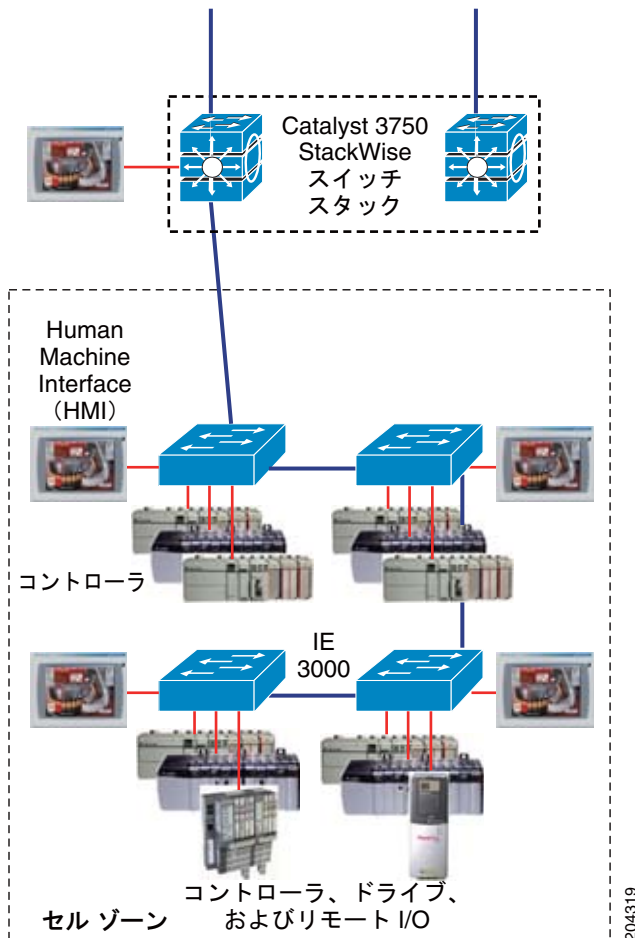 Catalyst 3750
StackWise
スイッチ
スタック
Human
Machine
Interface
（HMI）
コントローラ
IE
3000
コントローラ、ドライブ、
およびリモート I/O
セル ゾーン
204319